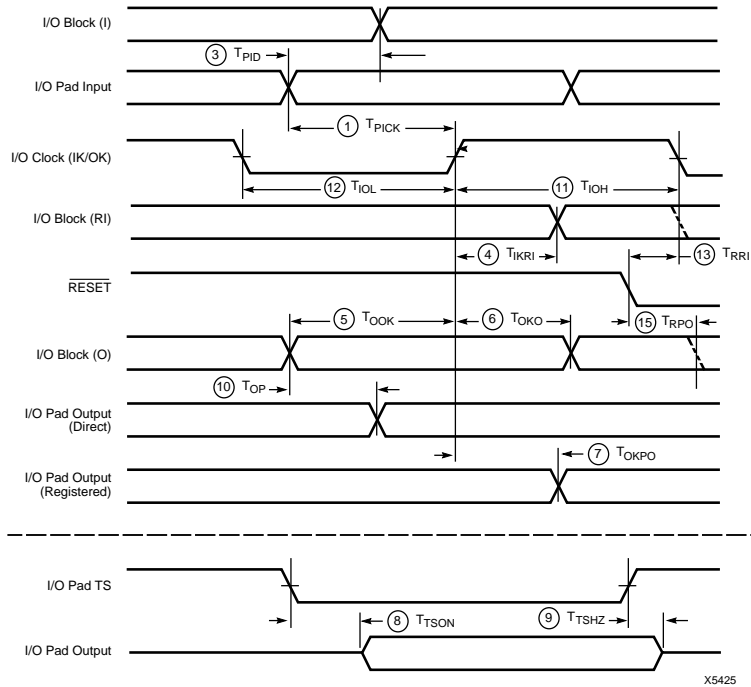 I/O Block (I)
3 TPID
I/O Pad Input
1 TPICK
I/O Clock (IK/OK)
12 TIOL
11 TIOH
I/O Block (RI)
4 TIKRI
13 TRRI
RESET
5 TOOK
6 TOKO
15 TRPO
I/O Block (O)
10 TOP
I/O Pad Output
(Direct)
7 TOKPO
I/O Pad Output
(Registered)
I/O Pad TS
8 TTSON
9 TTSHZ
I/O Pad Output
X5425